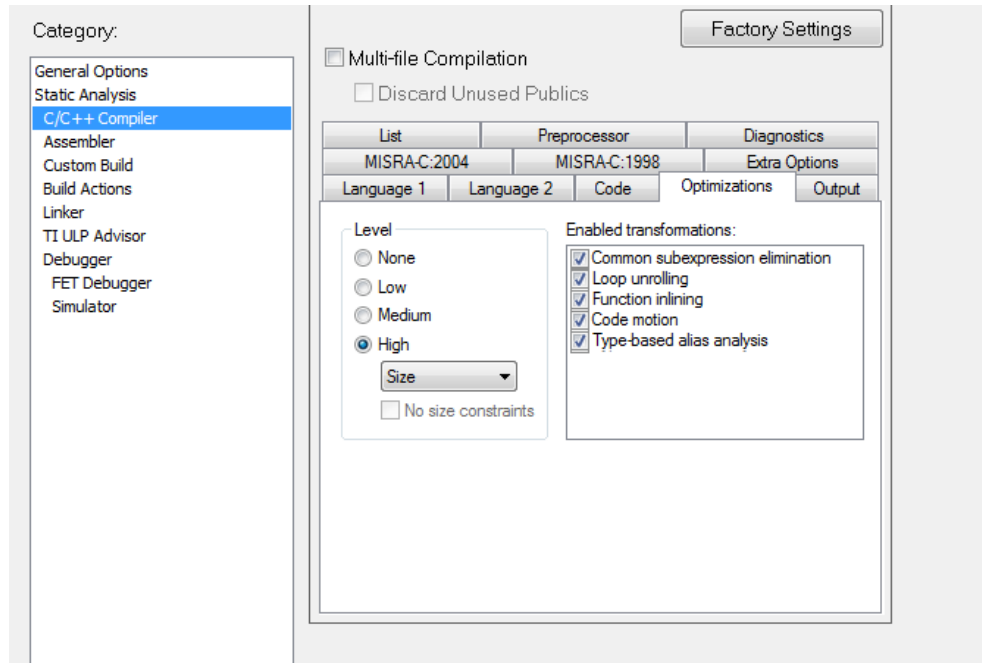 Category:
Factory Settings
Multi-file Compilation
Discard Unused Publics
General Options
Static Analysis
C/C++ Compiler
Assembler
Custom Build
Build Actions
Linker
TI ULP Advisor
Debugger
FET Debugger
Simulator
List Preprocessor Diagnostics
MISRA-C:2004 MISRA-C:1998 Extra Options
Language 1 Language 2 Code Optimizations Output
Level
None
Low
Medium
High
Size
No size constraints
Enabled transformations:
Common subexpression elimination
Loop unrolling
Function inlining
Code motion
Type-based alias analysis